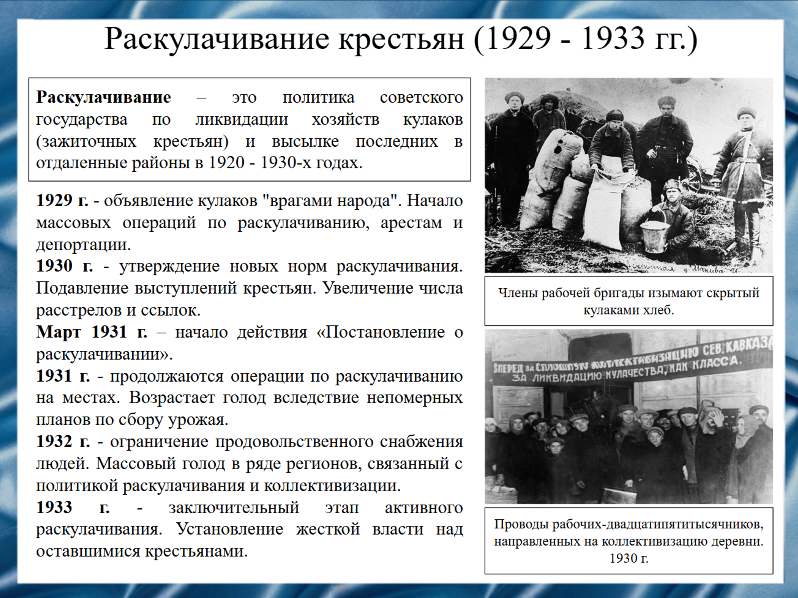 Раскулачивание крестьян (1929 - 1933 гг.)
Раскулачивание – это политика советского
государства по ликвидации хозяйств кулаков
(зажиточных крестьян) и высылке последних в
отдаленные районы в 1920 - 1930-х годах.
1929 г. - объявление кулаков "врагами народа". Начало
массовых операций по раскулачиванию, арестам и
депортации.
1930 г. - утверждение новых норм раскулачивания.
Подавление выступлений крестьян. Увеличение числа
расстрелов и ссылок.
Март 1931 г. – начало действия «Постановление о
раскулачивании».
1931 г. - продолжаются операции по раскулачиванию
на местах. Возрастает голод вследствие непомерных
планов по сбору урожая.
1932 г. - ограничение продовольственного снабжения
людей. Массовый голод в ряде регионов, связанный с
политикой раскулачивания и коллективизации.
1933 г. - заключительный этап активного
раскулачивания. Установление жесткой власти над
оставшимися крестьянами.
Члены рабочей бригады изымают скрытый
кулаками хлеб.
ВПЕРЕД ЗА СПЛОШНУЮ КОЛЛЕКТИВИЗАЦИЮ СЕВ. КАВКАЗА
ЗА ЛИКВИДАЦИЮ КУЛАЧЕСТВА, КАК КЛАССА.
Проводы рабочих-двадцатипятитысячников,
направленных на коллективизацию деревни.
1930 г.